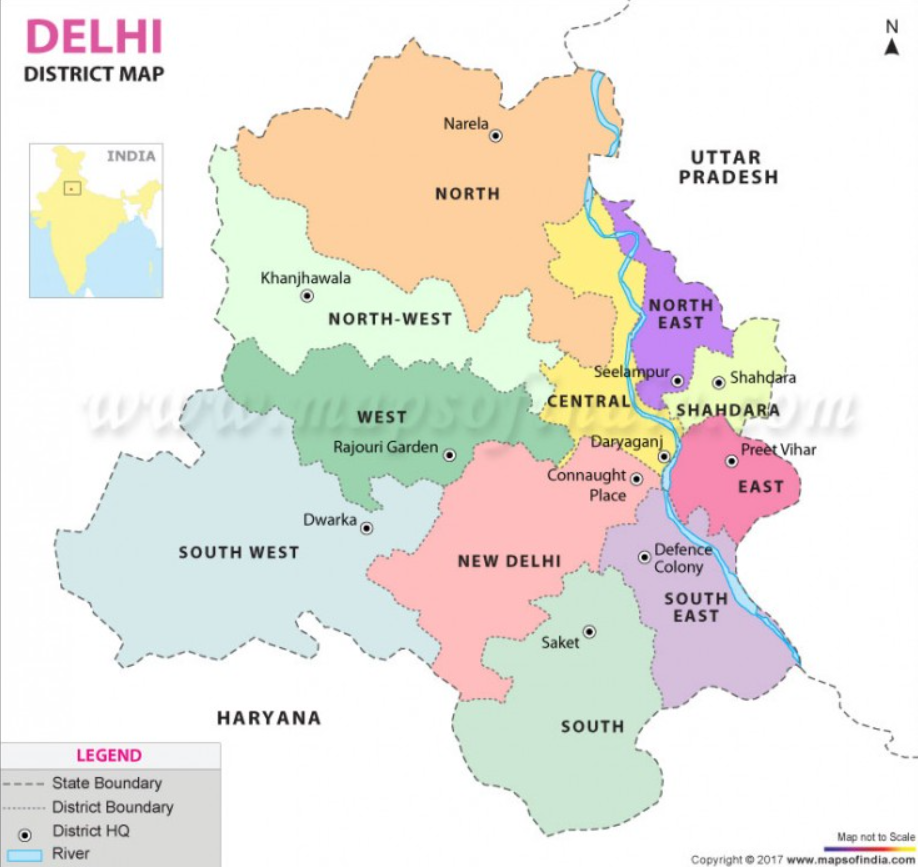 DELHI
DISTRICT MAP
N
INDIA
Narela
UTTAR
PRADESH
NORTH
Khanjhawala
NORTH-WEST
NORTH
EAST
Seelampur
Shahdara
www.mapsofindia.com
CENTRAL
SHAHDARA
WEST
Rajouri Garden
Daryaganj
Preet Vihar
Connaught
Place
EAST
Dwarka
SOUTH WEST
NEW DELHI
Defence
Colony
SOUTH
EAST
Saket
HARYANA
SOUTH
LEGEND
State Boundary
District Boundary
District HQ
River
Map not to Scale
Copyright © 2017 www.mapsofindia.com